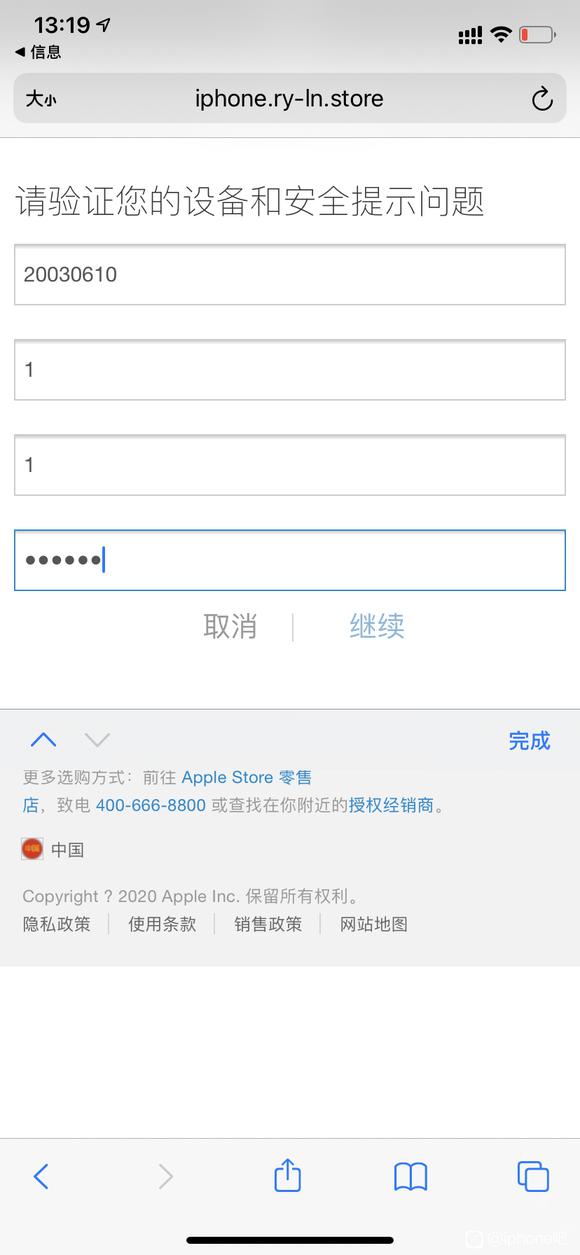 13:19
◀ 信息
大小 iphone.ry-ln.store
请验证您的设备和安全提示问题
20030610
1
1
••••••
取消 | 继续
完成
更多选购方式：前往 Apple Store 零售
店，致电 400-666-8800 或查找在你附近的授权经销商。
中国
中国
Copyright ? 2020 Apple Inc. 保留所有权利。
隐私政策 | 使用条款 | 销售政策 | 网站地图
@iphone吧